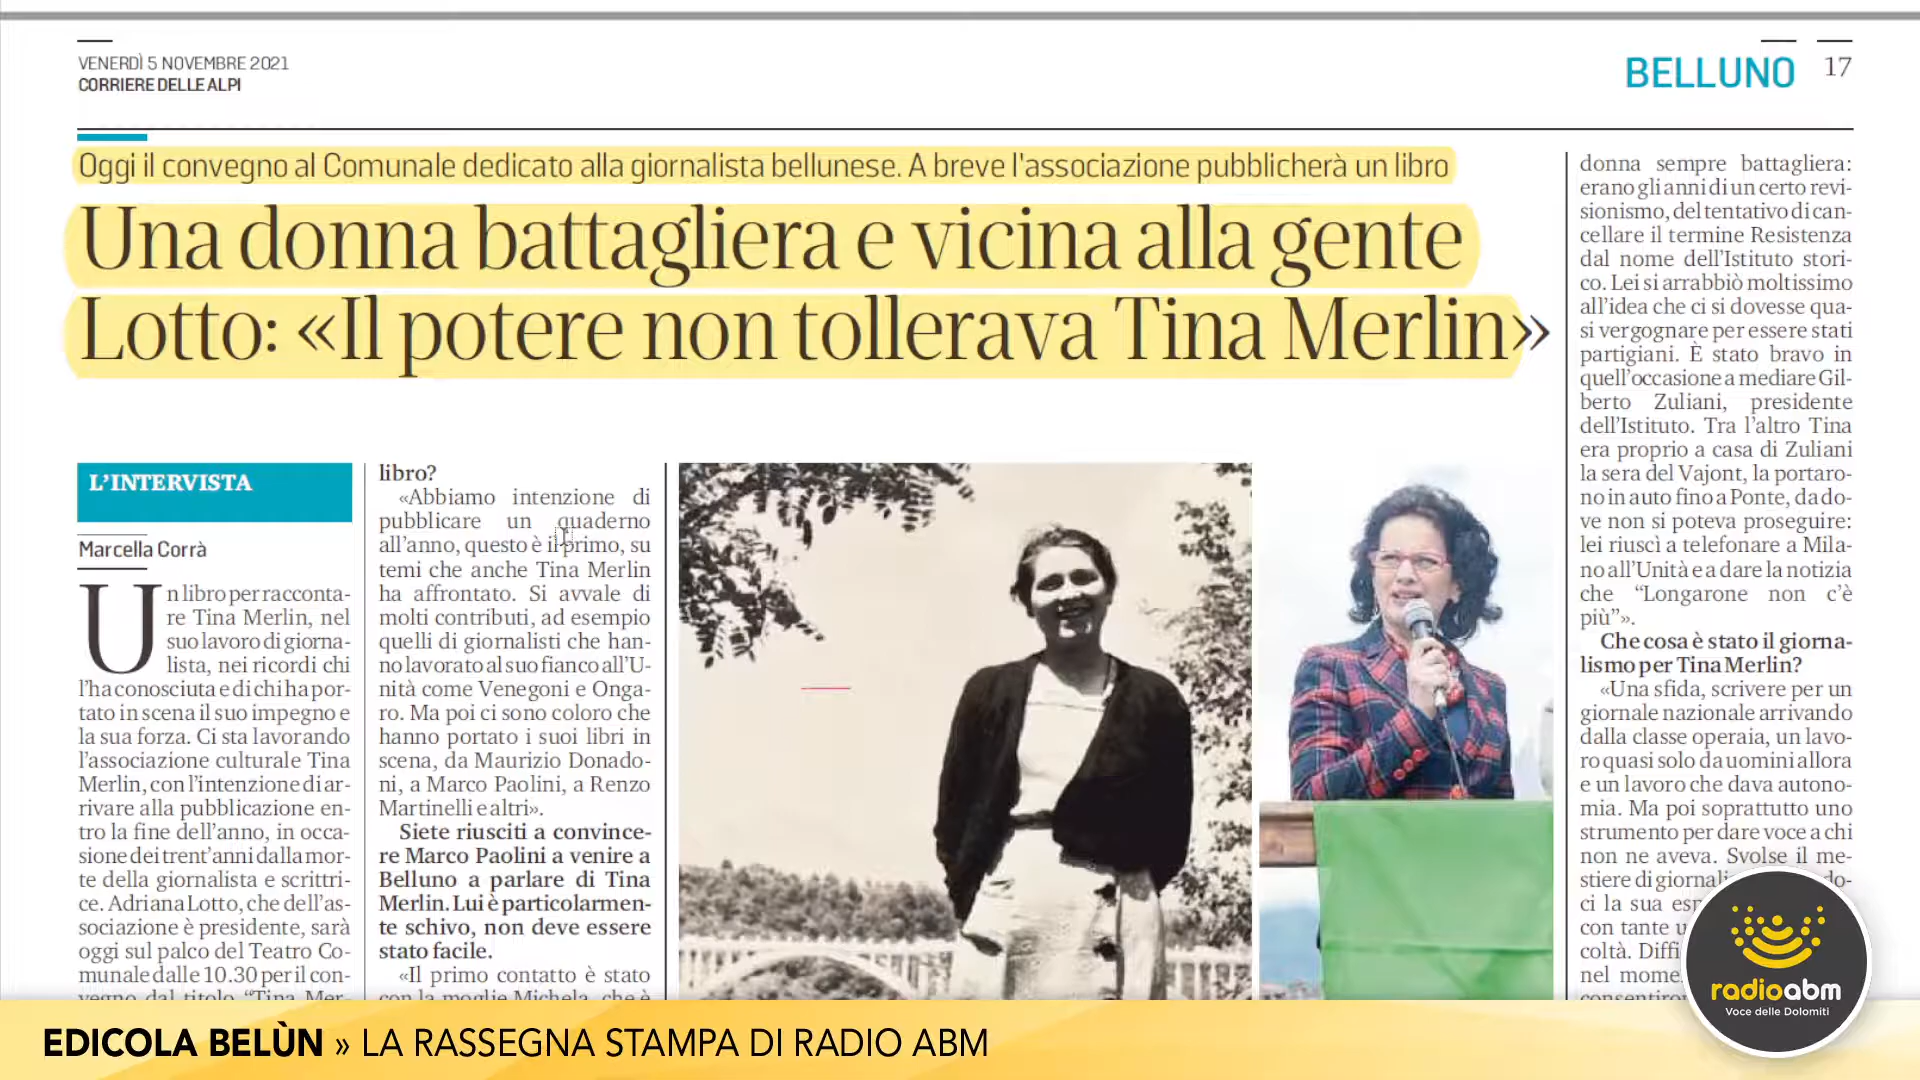 VENERDÌ 5 NOVEMBRE 2021
CORRIERE DELLE ALPI
BELLUNO 17
Oggi il convegno al Comunale dedicato alla giornalista bellunese. A breve l'associazione pubblicherà un libro
Una donna battagliera e vicina alla gente
Lotto: «Il potere non tollerava Tina Merlin»
L'INTERVISTA
Marcella Corrà
Un libro per racconta-
re Tina Merlin, nel
suo lavoro di giorna-
lista, nei ricordi chi
l'ha conosciuta e di chi ha por-
tato in scena il suo impegno e
la sua forza. Ci sta lavorando
l'associazione culturale Tina
Merlin, con l'intenzione di ar-
rivare alla pubblicazione en-
tro la fine dell'anno, in occa-
sione dei trent'anni dalla mor-
te della giornalista e scrittri-
ce. Adriana Lotto, che dell'as-
sociazione è presidente, sarà
oggi sul palco del Teatro Co-
munale dalle 10.30 per il con-
vegno dal titolo "Tina Mer-
libro?
«Abbiamo intenzione di
pubblicare un quaderno
all'anno, questo è il primo, su
temi che anche Tina Merlin
ha affrontato. Si avvale di
molti contributi, ad esempio
quelli di giornalisti che han-
no lavorato al suo fianco all'U-
nità come Venegoni e Onga-
ro. Ma poi ci sono coloro che
hanno portato i suoi libri in
scena, da Maurizio Donado-
ni, a Marco Paolini, a Renzo
Martinelli e altri».
Siete riusciti a convince-
re Marco Paolini a venire a
Belluno a parlare di Tina
Merlin. Lui è particolarmen-
te schivo, non deve essere
stato facile.
«Il primo contatto è stato
con la moglie Michela, che è
donna sempre battagliera:
erano gli anni di un certo revi-
sionismo, del tentativo di can-
cellare il termine Resistenza
dal nome dell'Istituto stori-
co. Lei si arrabbiò moltissimo
all'idea che ci si dovesse qua-
si vergognare per essere stati
partigiani. È stato bravo in
quell'occasione a mediare Gil-
berto Zuliani, presidente
dell'Istituto. Tra l'altro Tina
era proprio a casa di Zuliani
la sera del Vajont, la portaro-
no in auto fino a Ponte, da do-
ve non si poteva proseguire:
lei riuscì a telefonare a Mila-
no all'Unità e a dare la notizia
che "Longarone non c'è
più"».
Che cosa è stato il giorna-
lismo per Tina Merlin?
«Una sfida, scrivere per un
giornale nazionale arrivando
dalla classe operaia, un lavo-
ro quasi solo da uomini allora
e un lavoro che dava autono-
mia. Ma poi soprattutto uno
strumento per dare voce a chi
non ne aveva. Svolse il me-
stiere di giornali do-
ci la sua esp
con tante
coltà. Diffi
nel mome
consentiron
radioabm
Voce delle Dolomiti
EDICOLA BELÙN » LA RASSEGNA STAMPA DI RADIO ABM